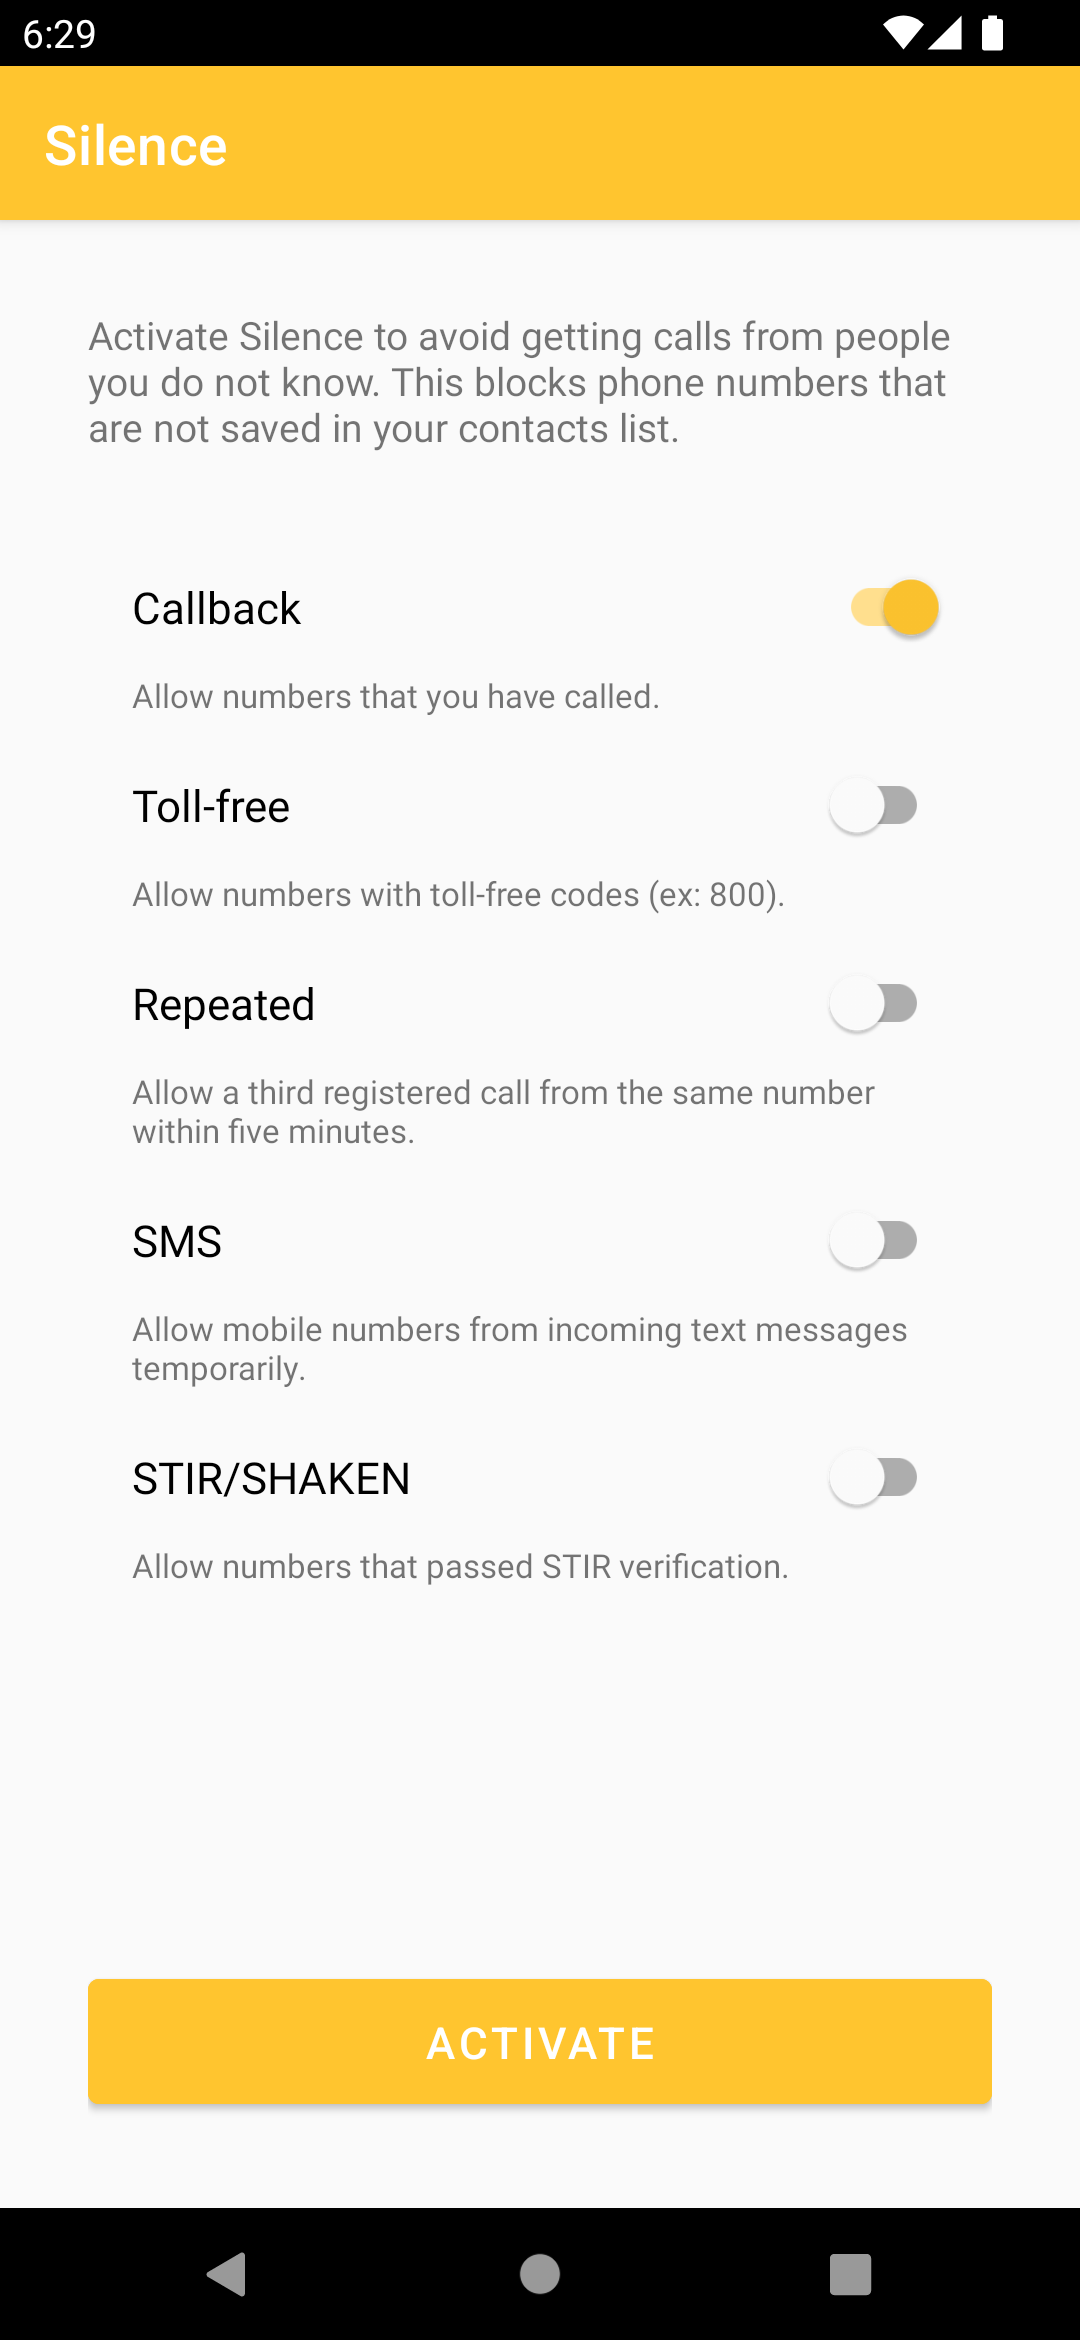 6:29
Silence
Activate Silence to avoid getting calls from people
you do not know. This blocks phone numbers that
are not saved in your contacts list.
Callback
Allow numbers that you have called.
Toll-free
Allow numbers with toll-free codes (ex: 800).
Repeated
Allow a third registered call from the same number
within five minutes.
SMS
Allow mobile numbers from incoming text messages
temporarily.
STIR/SHAKEN
Allow numbers that passed STIR verification.
ACTIVATE